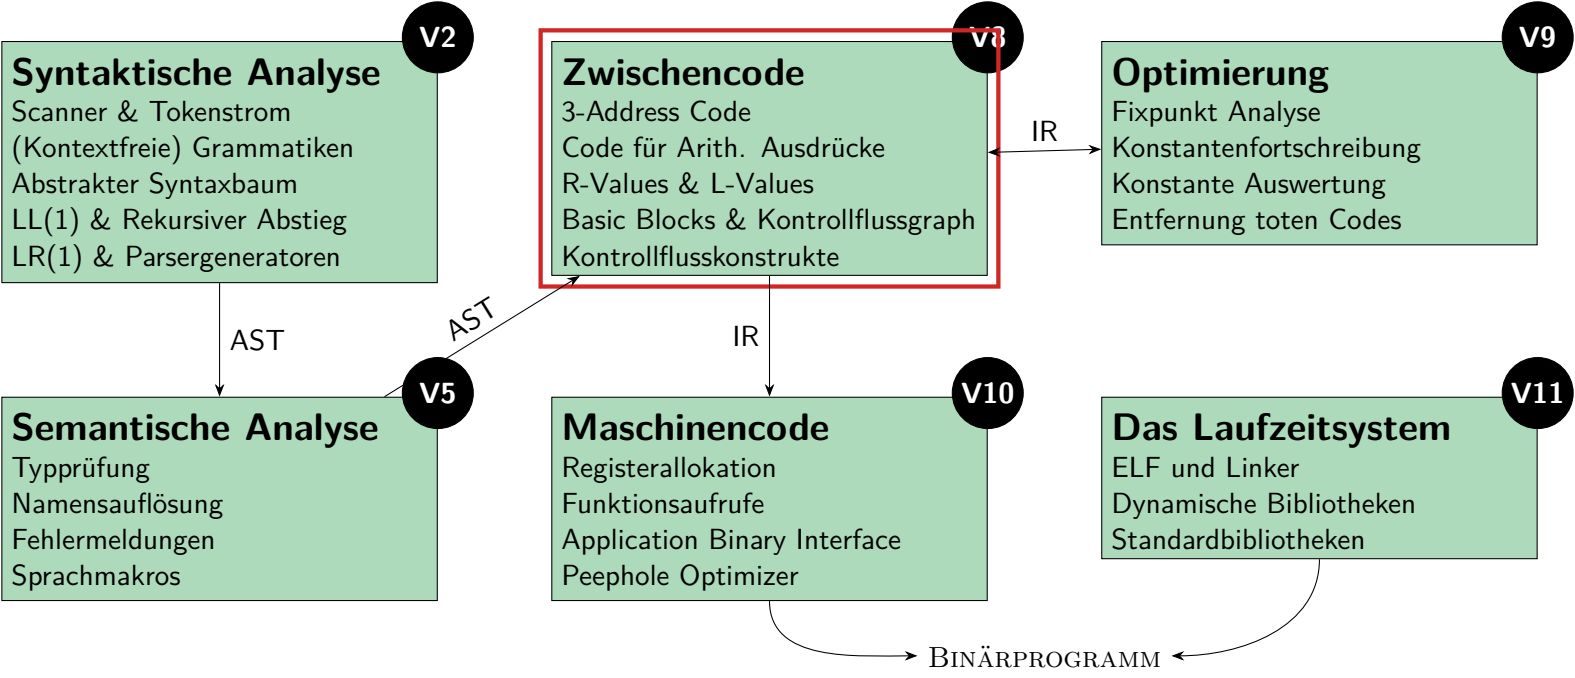 V2
Syntaktische Analyse
Scanner & Tokenstrom
(Kontextfreie) Grammatiken
Abstrakter Syntaxbaum
LL(1) & Rekursiver Abstieg
LR(1) & Parsergeneratoren
V8
Zwischencode
3-Address Code
Code für Arith. Ausdrücke
R-Values & L-Values
Basic Blocks & Kontrollflussgraph
Kontrollflusskonstrukte
IR
V9
Optimierung
Fixpunkt Analyse
Konstantenfortschreibung
Konstante Auswertung
Entfernung toten Codes
AST
AST
IR
V5
Semantische Analyse
Typprüfung
Namensauflösung
Fehlermeldungen
Sprachmakros
V10
Maschinencode
Registerallokation
Funktionsaufrufe
Application Binary Interface
Peephole Optimizer
V11
Das Laufzeitsystem
ELF und Linker
Dynamische Bibliotheken
Standardbibliotheken
BINÄRPROGRAMM